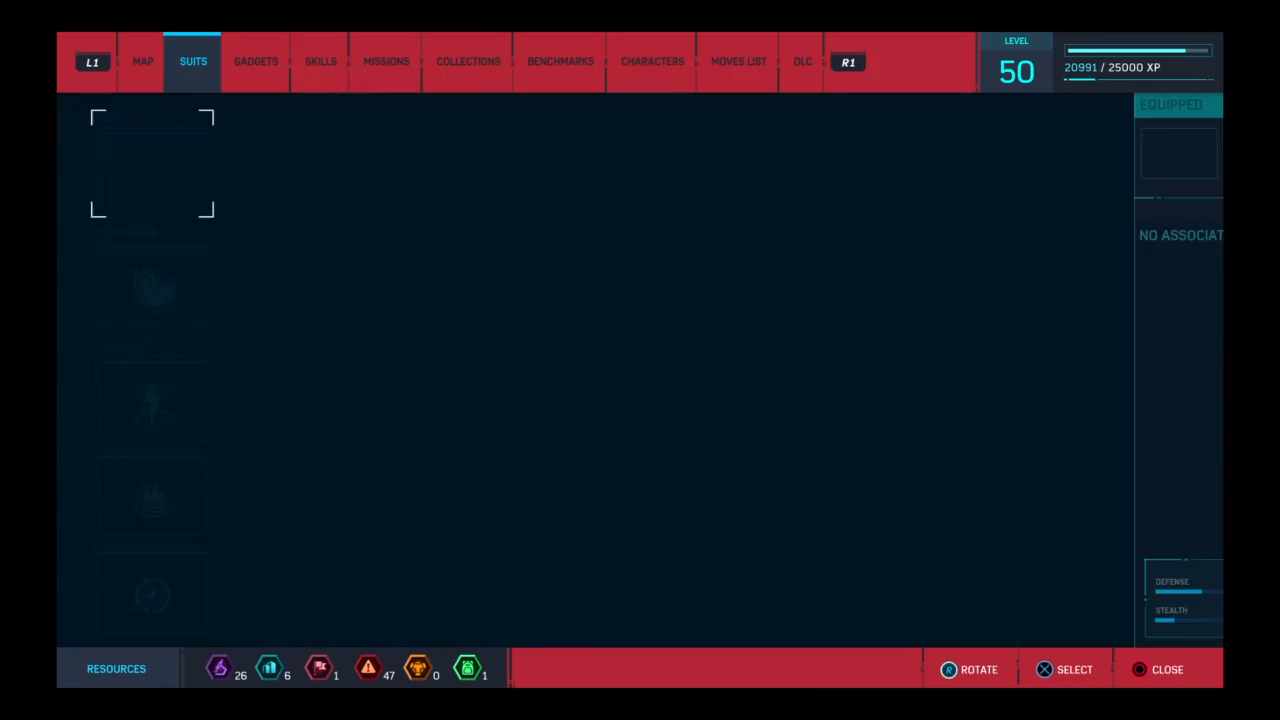 L1 MAP SUITS GADGETS SKILLS MISSIONS COLLECTIONS BENCHMARKS CHARACTERS MOVES LIST DLC R1
LEVEL
50
20991 / 25000 XP
EQUIPPED
NO ASSOCIAT
DEFENSE
STEALTH
RESOURCES 26 6 1 47 0 1 R ROTATE SELECT CLOSE